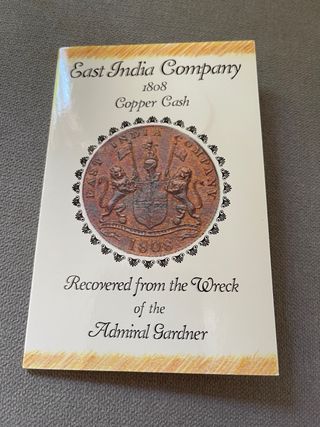 East India Company
1808
Copper Cash
EAST INDIA COMPANY
1808
Recovered from the Wreck
of the
Admiral Gardner